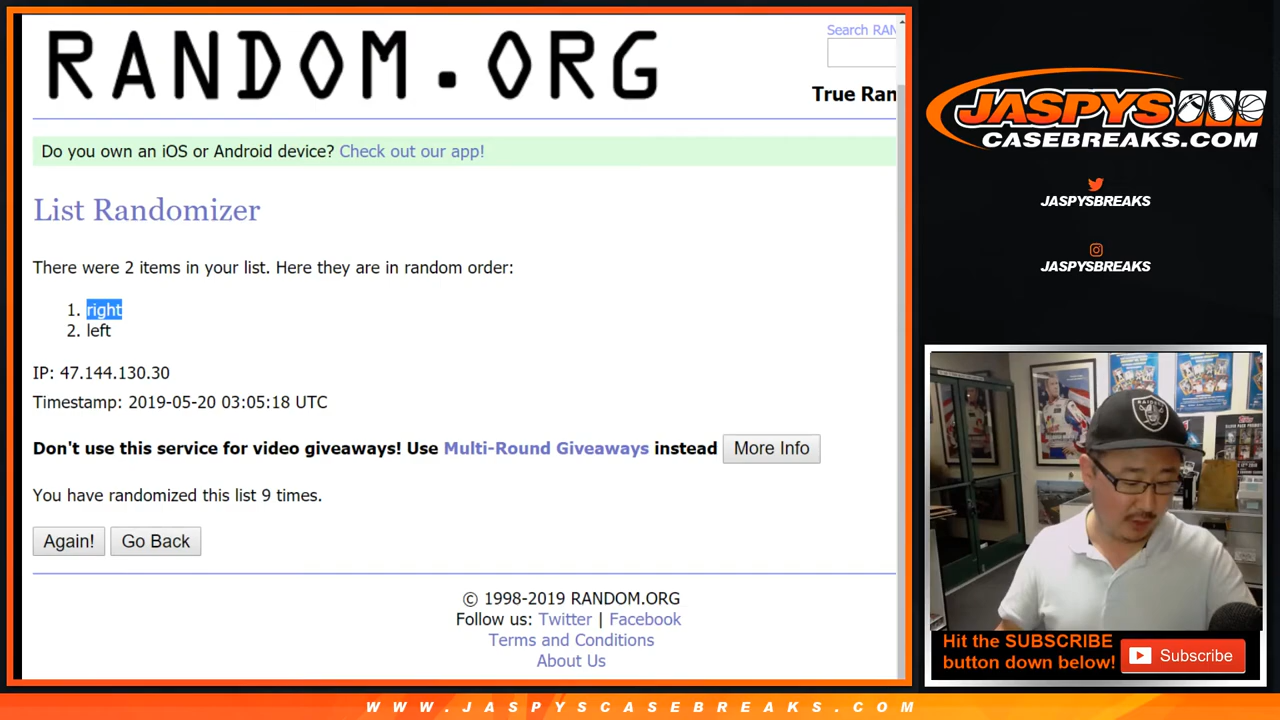 RANDOM.ORG
Search RAN
True Ran
Do you own an iOS or Android device? Check out our app!
List Randomizer
There were 2 items in your list. Here they are in random order:
1. right
2. left
IP: 47.144.130.30
Timestamp: 2019-05-20 03:05:18 UTC
Don't use this service for video giveaways! Use Multi-Round Giveaways instead More Info
You have randomized this list 9 times.
Again! Go Back
© 1998-2019 RANDOM.ORG
Follow us: Twitter | Facebook
Terms and Conditions
About Us
JASPYS
CASEBREAKS.COM
JASPYSBREAKS
JASPYSBREAKS
RAIDERS
Hit the SUBSCRIBE
button down below!
Subscribe
WWW.JASPYSCASEBREAKS.COM